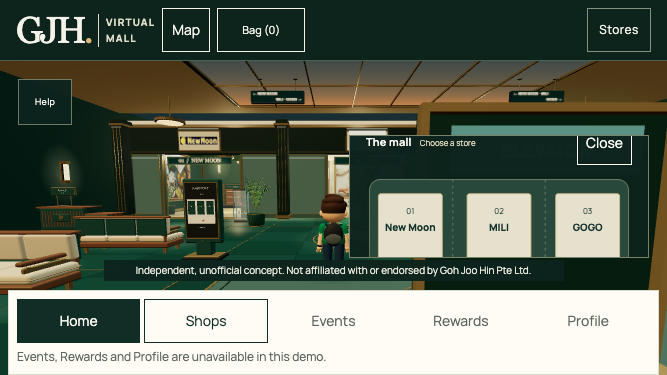 GJH.
VIRTUAL
MALL
Map
Bag (0)
Stores
Help
New Moon
NEW MOON
The mall Choose a store
Close
01
New Moon
02
MILI
03
GOGO
Independent, unofficial concept. Not affiliated with or endorsed by Goh Joo Hin Pte Ltd.
Home
Shops
Events
Rewards
Profile
Events, Rewards and Profile are unavailable in this demo.